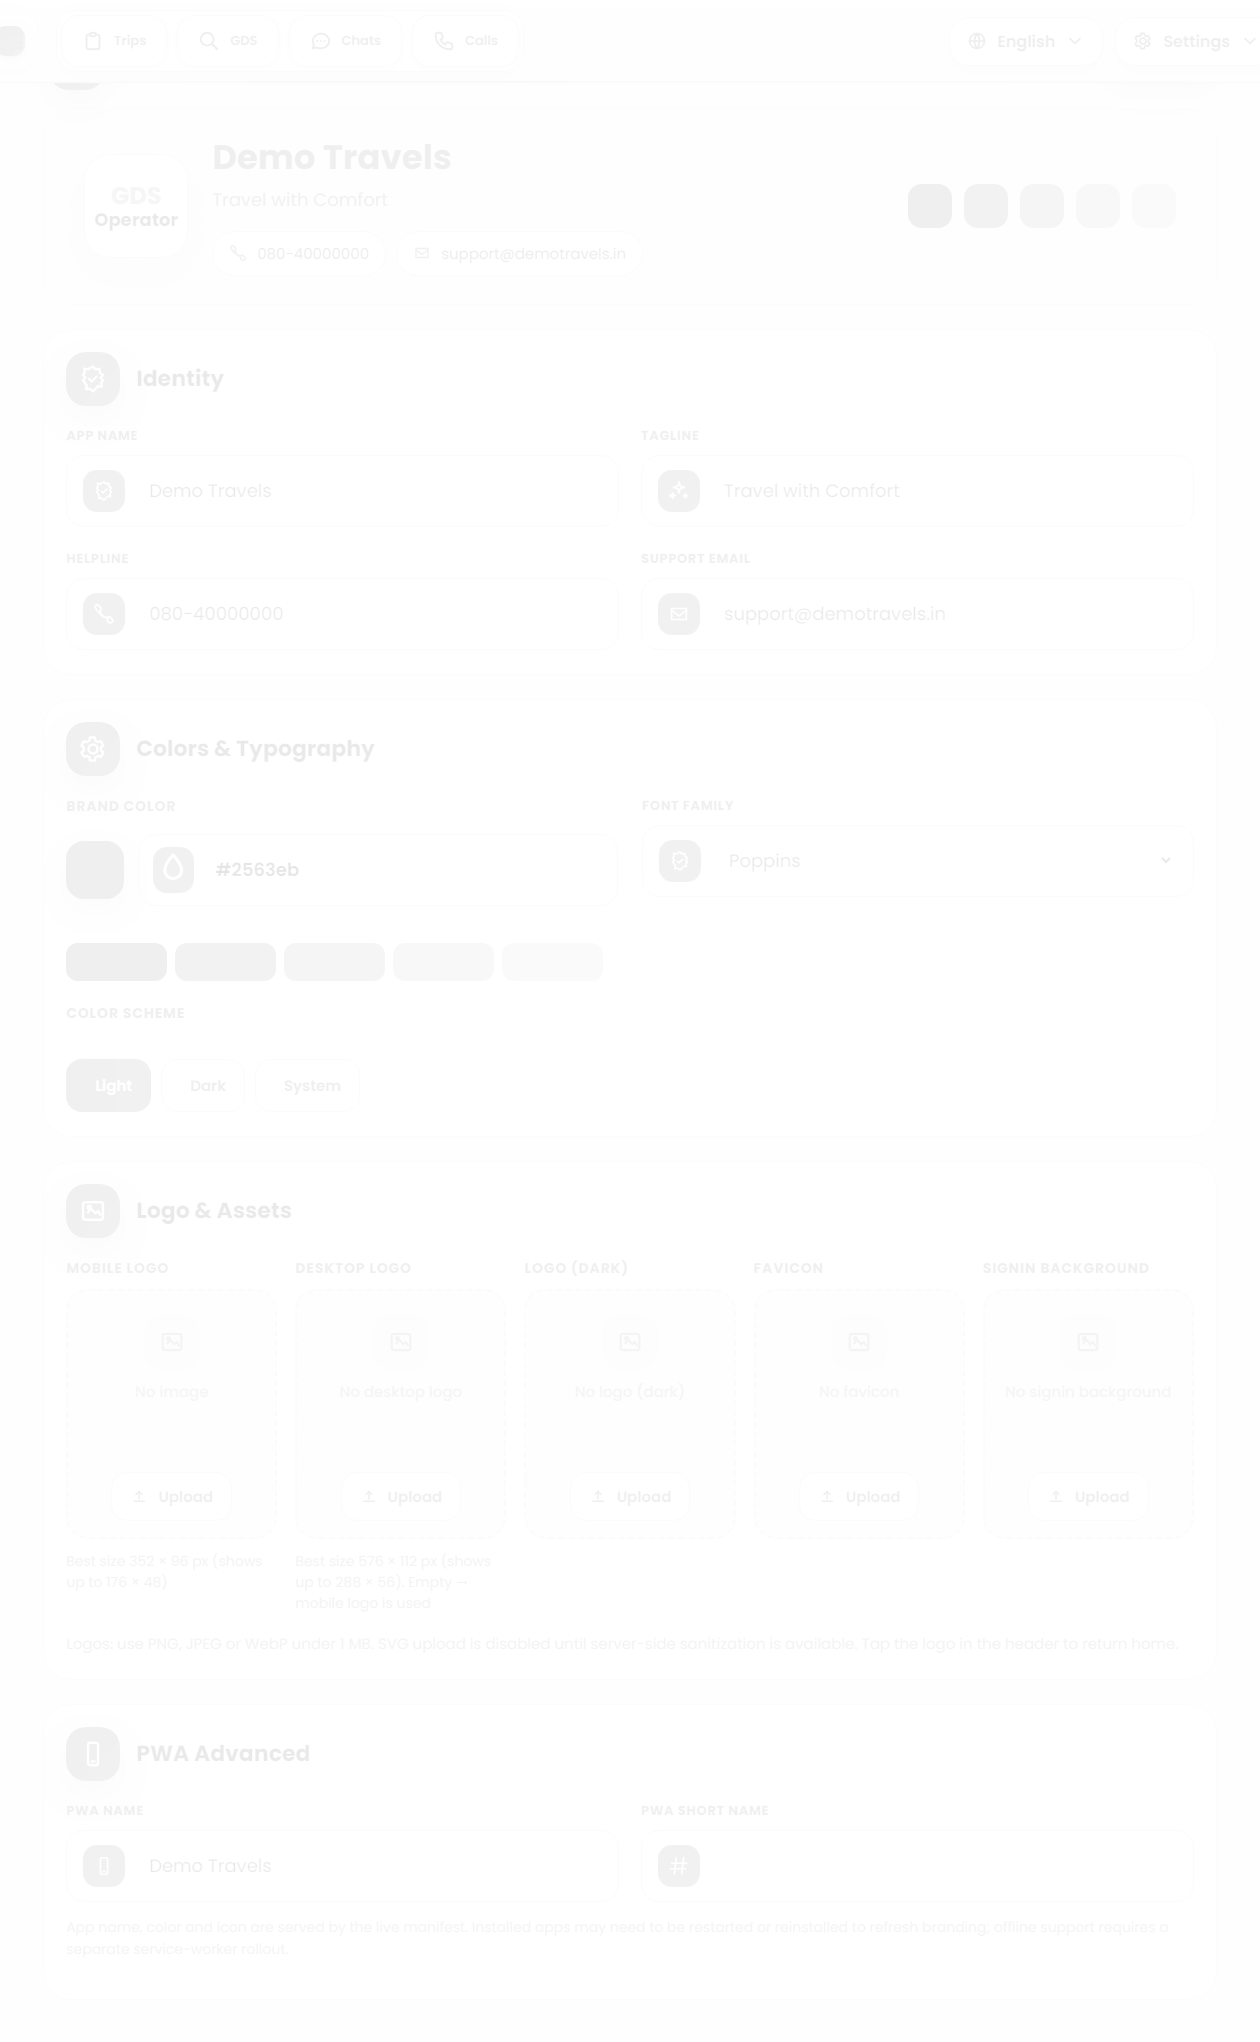 Trips
GDS
Chats
Calls
English
Settings
Demo Travels
GDS
Operator
Travel with Comfort
080-40000000
support@demotravels.in
Identity
APP NAME
TAGLINE
Demo Travels
Travel with Comfort
HELPLINE
SUPPORT EMAIL
080-40000000
support@demotravels.in
Colors & Typography
BRAND COLOR
FONT FAMILY
#2563eb
Poppins
COLOR SCHEME
Light
Dark
System
Logo & Assets
MOBILE LOGO
DESKTOP LOGO
LOGO (DARK)
FAVICON
SIGNIN BACKGROUND
No image
No desktop logo
No logo (dark)
No favicon
No signin background
Upload
Upload
Upload
Upload
Upload
Best size 352 × 96 px (shows
up to 176 × 48)
Best size 576 × 112 px (shows
up to 288 × 56). Empty →
mobile logo is used
Logos: use PNG, JPEG or WebP under 1 MB. SVG upload is disabled until server-side sanitization is available. Tap the logo in the header to return home.
PWA Advanced
PWA NAME
PWA SHORT NAME
Demo Travels
App name, color and icon are served by the live manifest. Installed apps may need to be restarted or reinstalled to refresh branding; offline support requires a
separate service-worker rollout.